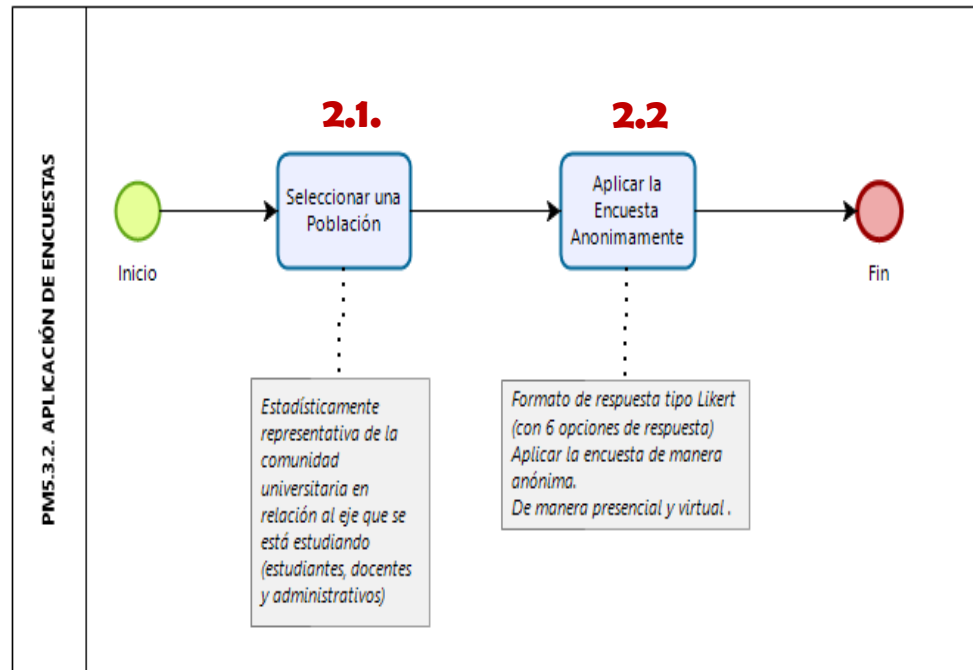 PM5.3.2. APLICACIÓN DE ENCUESTAS
2.1.
2.2
Inicio
Seleccionar una
Población
Aplicar la
Encuesta
Anonimamente
Fin
Estadísticamente
representativa de la
comunidad
universitaria en
relación al eje que se
está estudiando
(estudiantes, docentes
y administrativos)
Formato de respuesta tipo Likert
(con 6 opciones de respuesta)
Aplicar la encuesta de manera
anónima.
De manera presencial y virtual .